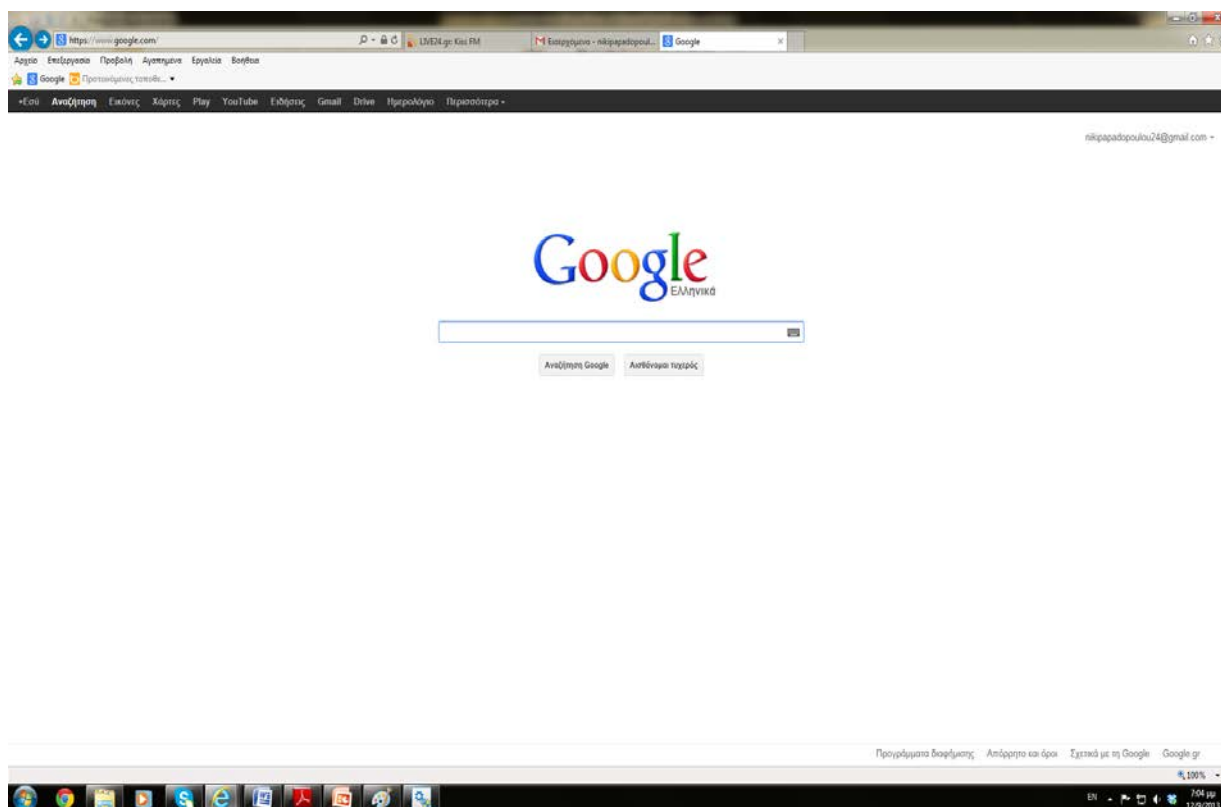 https://www.google.com/
LIVE24.gr: Kiss FM
Εισερχόμενα - nikipapadopoul...
Google
Αρχείο Επεξεργασία Προβολή Αγαπημένα Εργαλεία Βοήθεια
Google Προτεινόμενες τοποθε...
+Εσύ Αναζήτηση Εικόνες Χάρτες Play YouTube Ειδήσεις Gmail Drive Ημερολόγιο Περισσότερα
nikipapadopoulou24@gmail.com
Google
Ελληνικά
Αναζήτηση Google Αισθάνομαι τυχερός
Προγράμματα διαφήμισης Απόρρητο και όροι Σχετικά με τη Google Google.gr
100%
EN 7:04 μμ